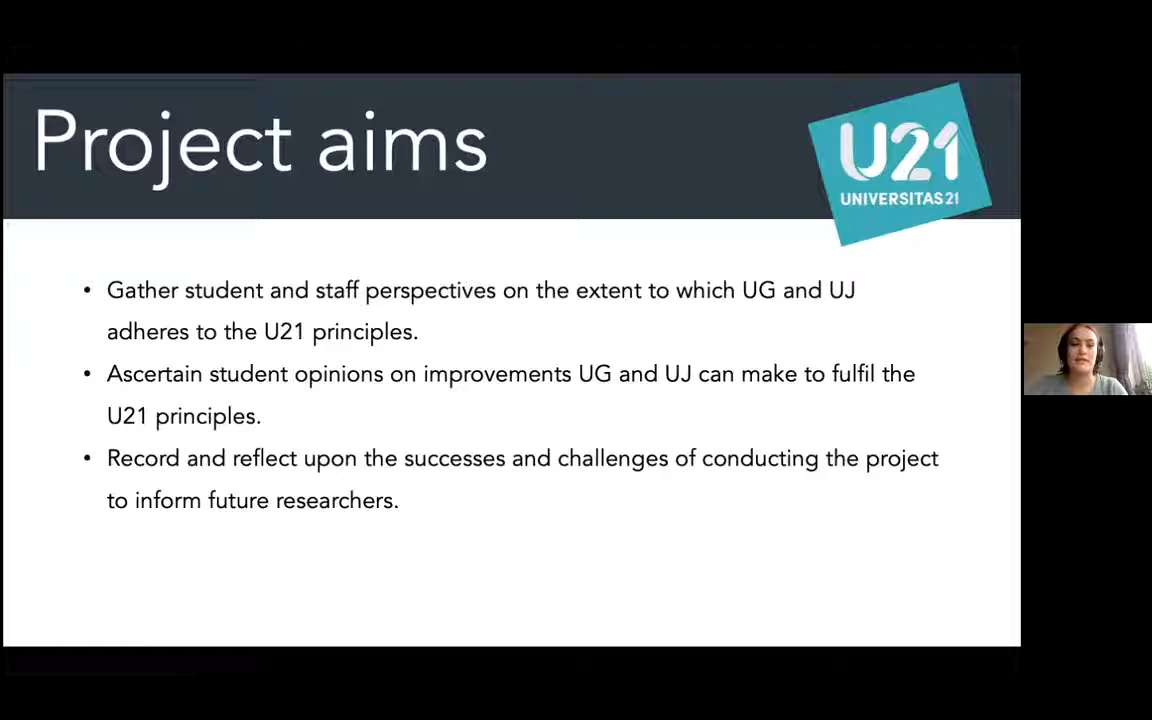 Project aims
U21
UNIVERSITAS 21
• Gather student and staff perspectives on the extent to which UG and UJ
adheres to the U21 principles.
• Ascertain student opinions on improvements UG and UJ can make to fulfil the
U21 principles.
• Record and reflect upon the successes and challenges of conducting the project
to inform future researchers.